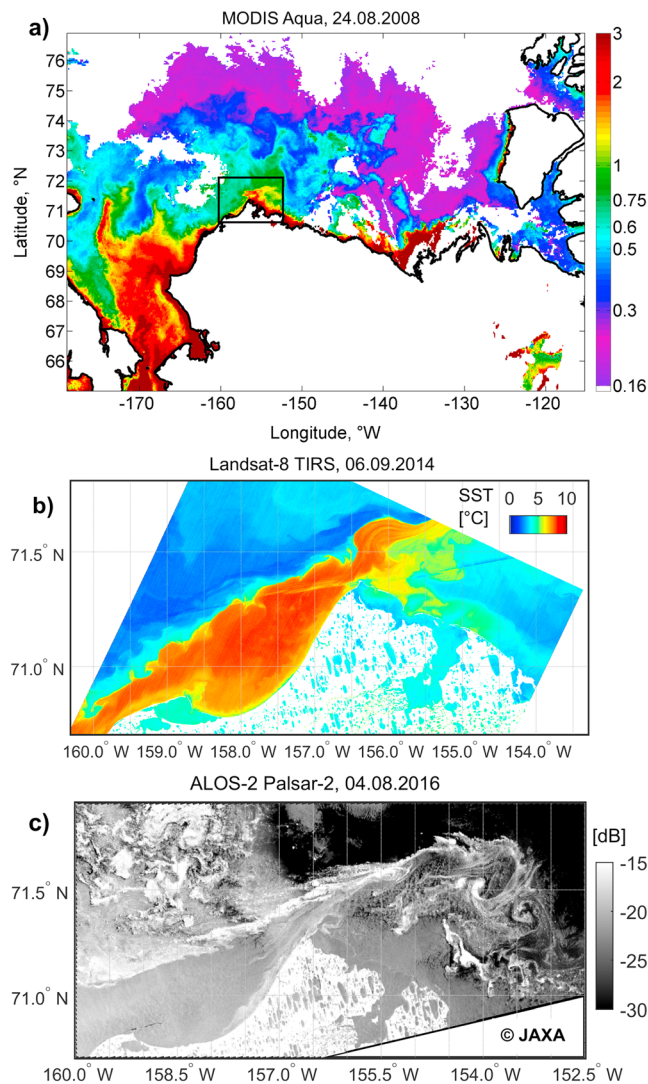 MODIS Aqua, 24.08.2008
a)
76
75
74
73
72
71
70
69
68
67
66
Latitude, °N
-170
-160
-150
-140
-130
-120
Longitude, °W
3
2
1
0.75
0.6
0.5
0.3
0.16
Landsat-8 TIRS, 06.09.2014
b)
SST
[°C]
0 5 10
71.5° N
71.0° N
160.0° W 159.0° W 158.0° W 157.0° W 156.0° W 155.0° W 154.0° W
ALOS-2 Palsar-2, 04.08.2016
c)
[dB]
-15
-20
-25
-30
71.5° N
71.0° N
© JAXA
160.0° W 158.5° W 157.0° W 155.5° W 154.0° W 152.5° W